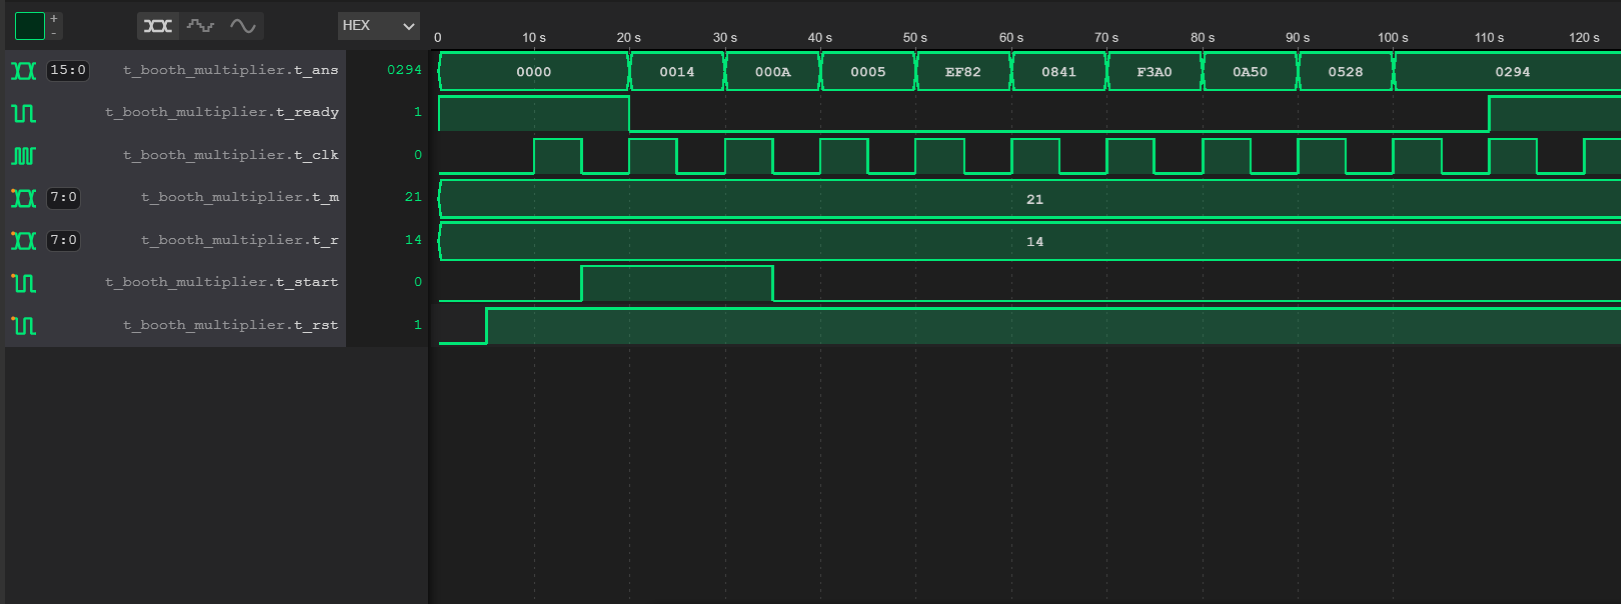 +
-
HEX
0 10 s 20 s 30 s 40 s 50 s 60 s 70 s 80 s 90 s 100 s 110 s 120 s
15:0 t_booth_multiplier.t_ans 0294 0000 0014 000A 0005 EF82 0841 F3A0 0A50 0528 0294
t_booth_multiplier.t_ready 1
t_booth_multiplier.t_clk 0
7:0 t_booth_multiplier.t_m 21 21
7:0 t_booth_multiplier.t_r 14 14
t_booth_multiplier.t_start 0
t_booth_multiplier.t_rst 1